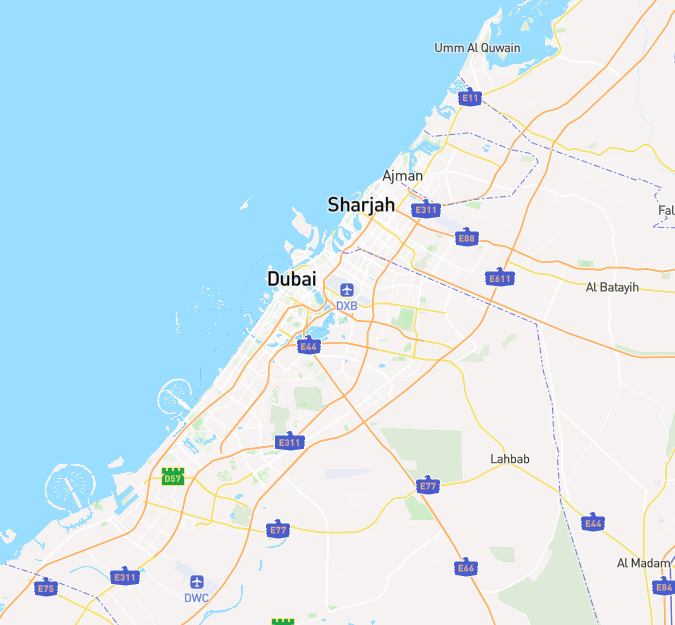 Umm Al Quwain
E11
Ajman
Sharjah
E311
Fal
E88
Dubai
E611
Al Batayih
DXB
E44
E311
Lahbab
D57
E77
E77
E44
Al Madam
E66
E311
E75
DWC
E84